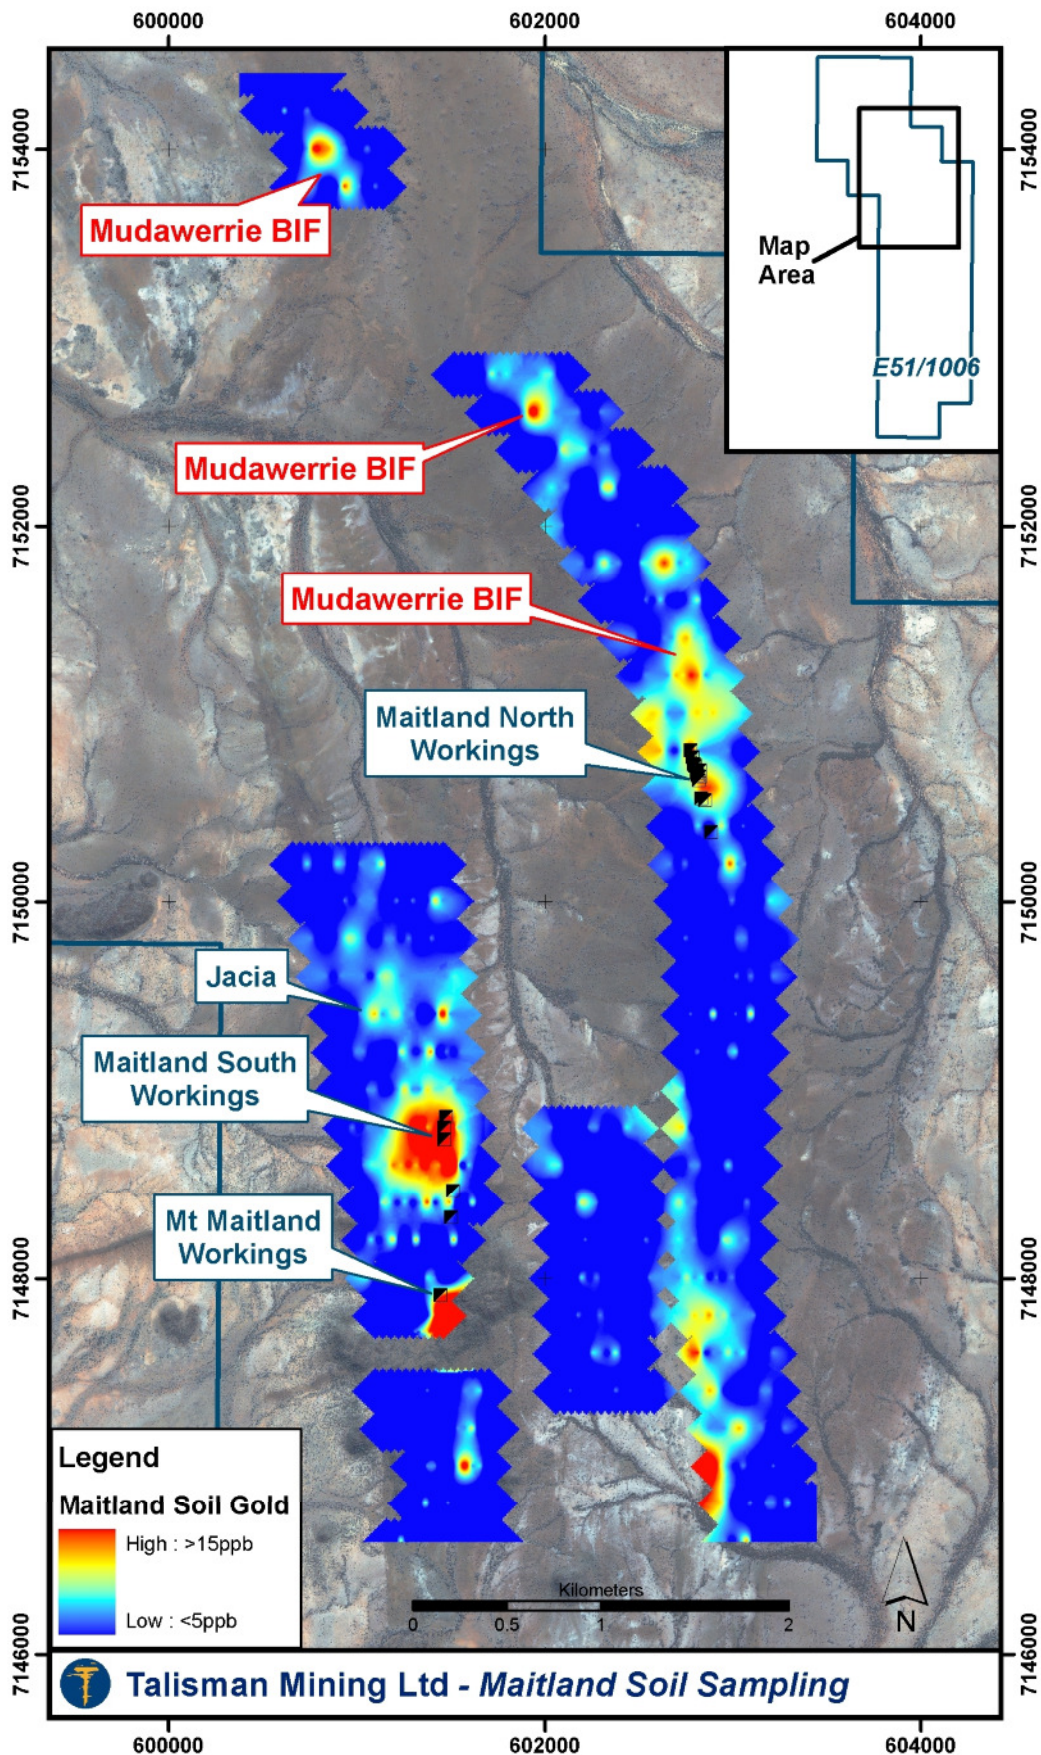 600000
602000
604000
7154000
7154000
Mudawerrie BIF
Map
Area
E51/1006
Mudawerrie BIF
7152000
7152000
Mudawerrie BIF
Maitland North
Workings
7150000
7150000
Jacia
Maitland South
Workings
Mt Maitland
Workings
7148000
7148000
Legend
Maitland Soil Gold
High : >15ppb
Low : <5ppb
Kilometers
0
0.5
1
2
N
7146000
7146000
Talisman Mining Ltd - Maitland Soil Sampling
600000
602000
604000